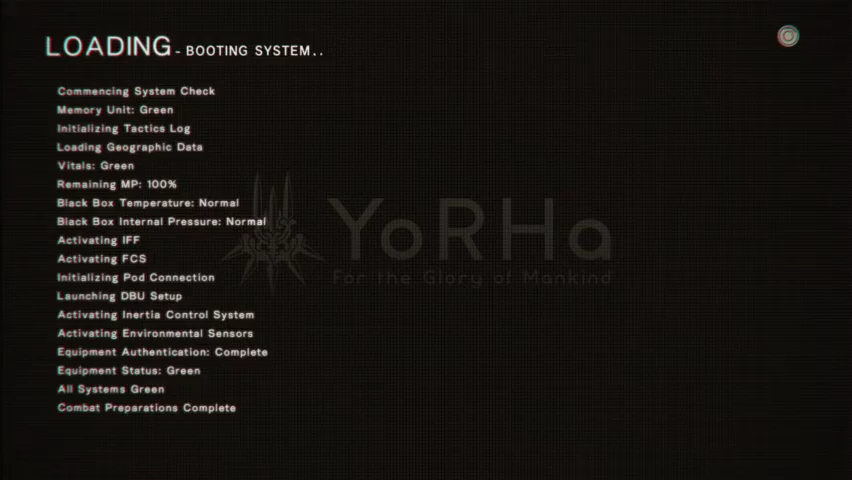 LOADING - BOOTING SYSTEM..
Commencing System Check
Memory Unit: Green
Initializing Tactics Log
Loading Geographic Data
Vitals: Green
Remaining MP: 100%
Black Box Temperature: Normal
Black Box Internal Pressure: Normal
Activating IFF
Activating FCS
Initializing Pod Connection
Launching DBU Setup
Activating Inertia Control System
Activating Environmental Sensors
Equipment Authentication: Complete
Equipment Status: Green
All Systems Green
Combat Preparations Complete
YoRHa
For the Glory of Mankind